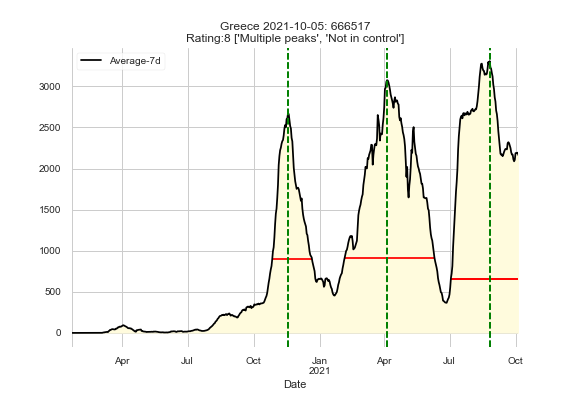 Greece 2021-10-05: 666517
Rating:8 ['Multiple peaks', 'Not in control']
Average-7d
3000
2500
2000
1500
1000
500
0
Apr Jul Oct Jan Apr Jul Oct
2021
Date